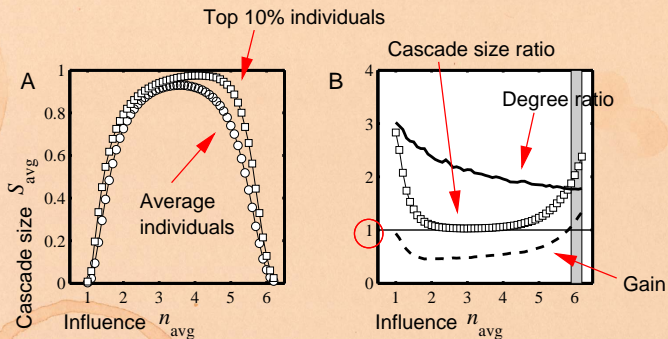 Top 10% individuals
A
Cascade size S_avg
1
0.8
0.6
0.4
0.2
0
Average
individuals
1 2 3 4 5 6
Influence n_avg
B
Cascade size ratio
Degree ratio
4
3
2
1
0
Gain
1 2 3 4 5 6
Influence n_avg